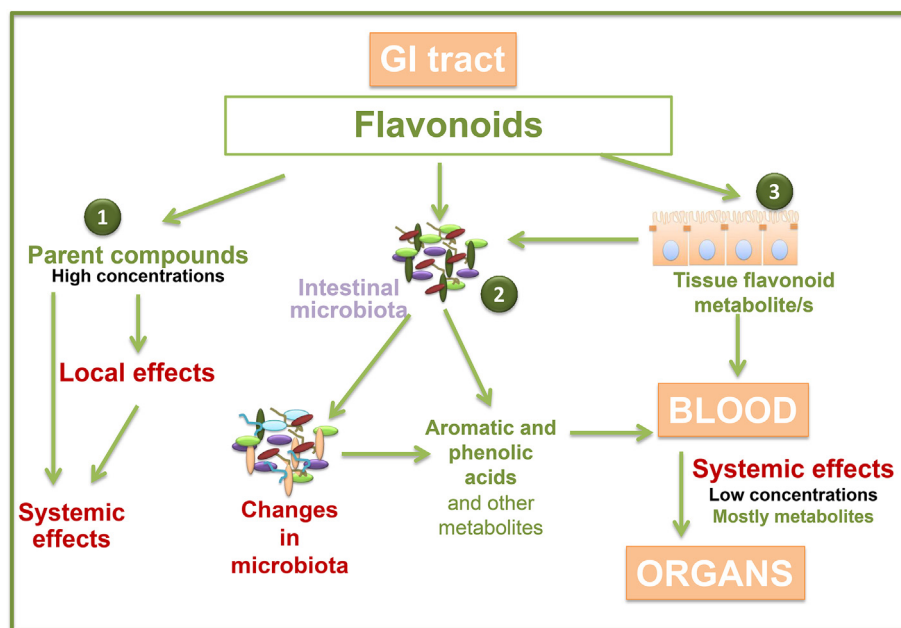 GI tract
Flavonoids
1
Parent compounds
High concentrations
Local effects
Systemic
effects
Intestinal
microbiota
2
Changes
in
microbiota
Aromatic and
phenolic
acids
and other
metabolites
3
Tissue flavonoid
metabolite/s
BLOOD
Systemic effects
Low concentrations
Mostly metabolites
ORGANS